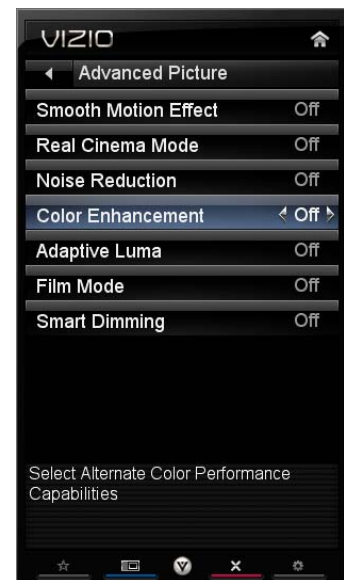 VIZIO
Advanced Picture
Smooth Motion Effect Off
Real Cinema Mode Off
Noise Reduction Off
Color Enhancement Off
Adaptive Luma Off
Film Mode Off
Smart Dimming Off
Select Alternate Color Performance
Capabilities
V